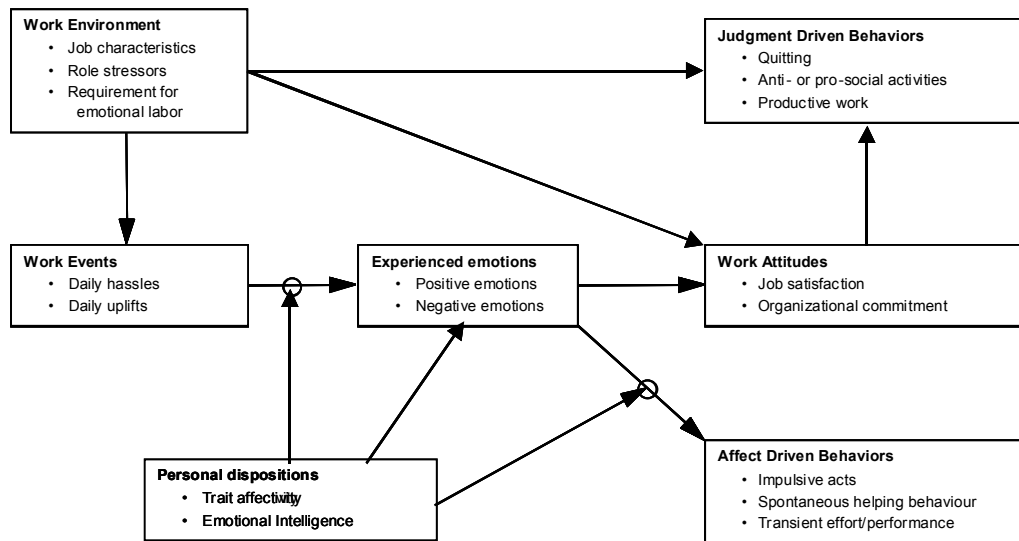 Work Environment
• Job characteristics
• Role stressors
• Requirement for
emotional labor
Judgment Driven Behaviors
• Quitting
• Anti- or pro-social activities
• Productive work
Work Events
• Daily hassles
• Daily uplifts
Experienced emotions
• Positive emotions
• Negative emotions
Work Attitudes
• Job satisfaction
• Organizational commitment
Personal dispositions
• Trait affectivity
• Emotional Intelligence
Affect Driven Behaviors
• Impulsive acts
• Spontaneous helping behaviour
• Transient effort/performance